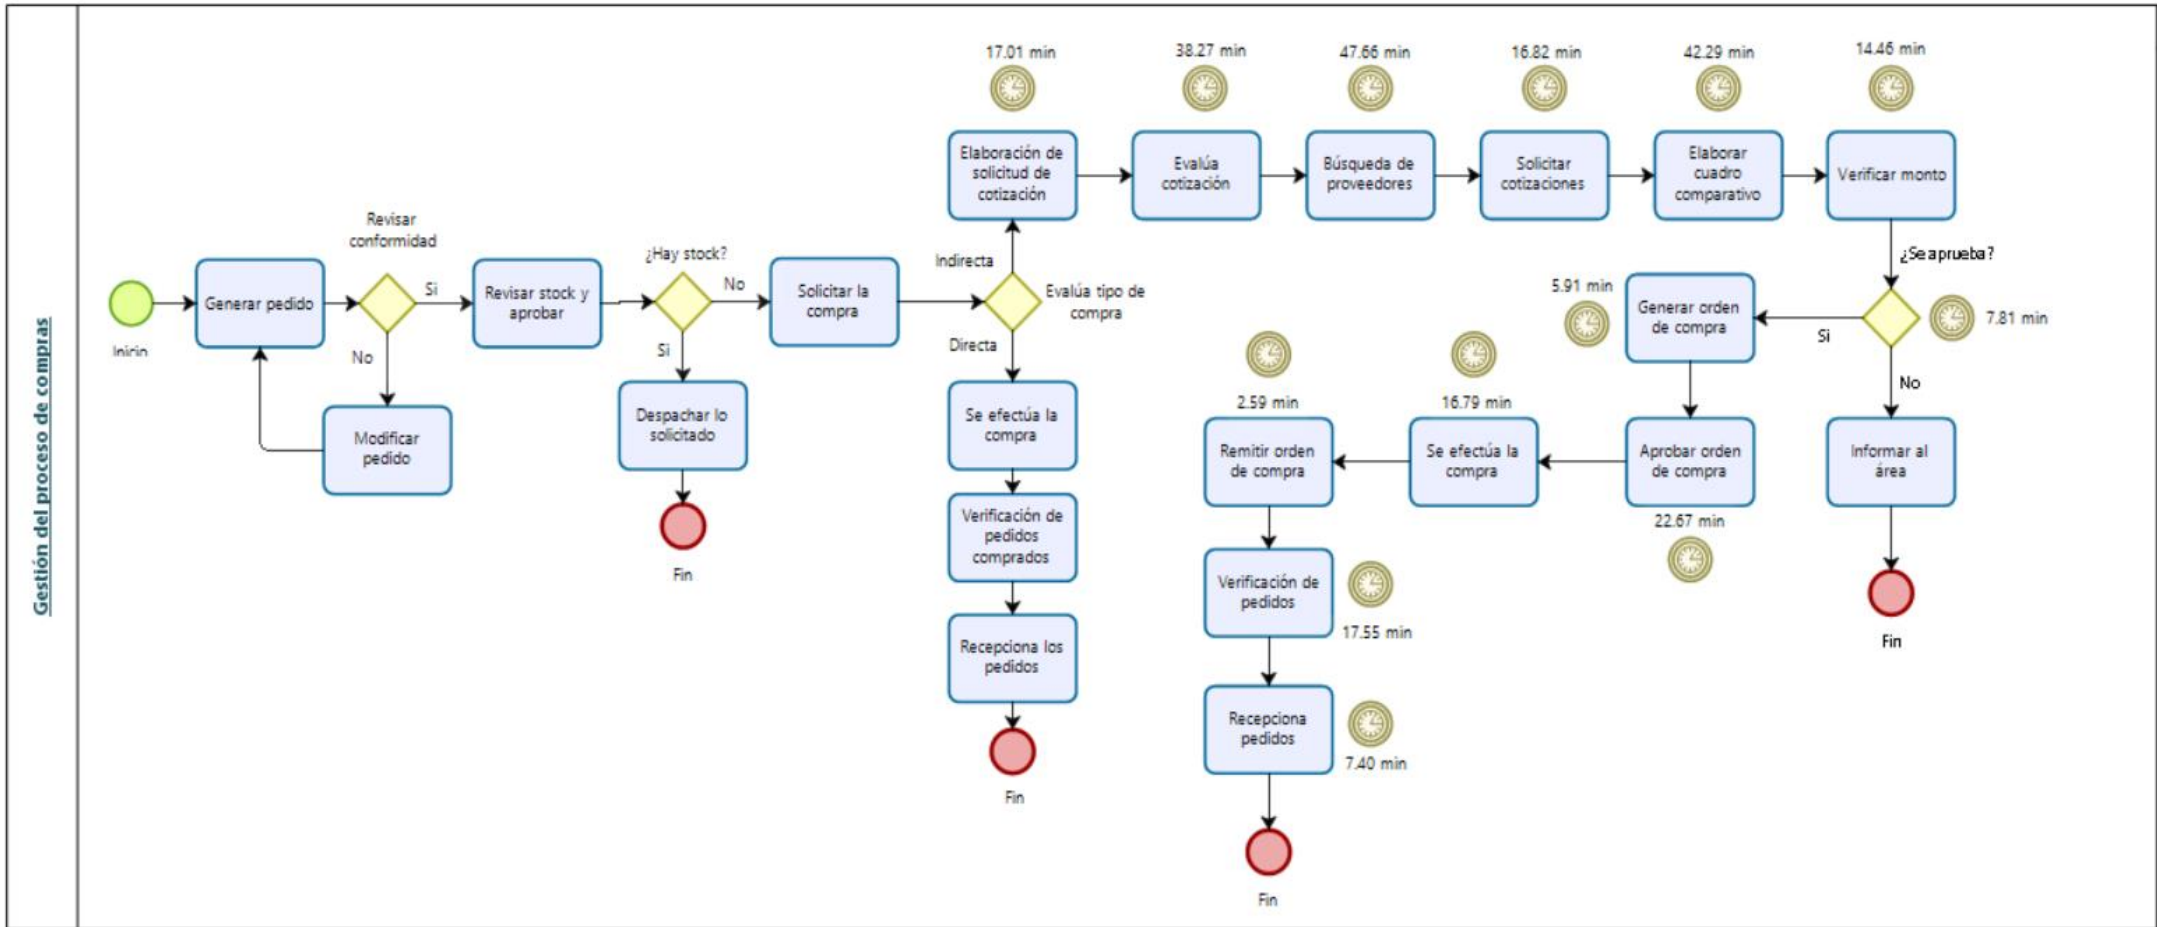 Gestión del proceso de compras
Inicio
Generar pedido
Revisar
conformidad
Si
No
Modificar
pedido
Revisar stock y
aprobar
¿Hay stock?
No
Si
Despachar lo
solicitado
Fin
Solicitar la
compra
Evalúa tipo de
compra
Indirecta
Directa
Se efectúa la
compra
Verificación de
pedidos
comprados
Recepciona los
pedidos
Fin
17.01 min
Elaboración de
solicitud de
cotización
38.27 min
Evalúa
cotización
47.66 min
Búsqueda de
proveedores
16.82 min
Solicitar
cotizaciones
42.29 min
Elaborar
cuadro
comparativo
14.46 min
Verificar monto
¿Se aprueba?
7.81 min
Si
No
Informar al
área
Fin
5.91 min
Generar orden
de compra
Aprobar orden
de compra
22.67 min
16.79 min
Se efectúa la
compra
2.59 min
Remitir orden
de compra
Verificación de
pedidos
17.55 min
Recepciona
pedidos
7.40 min
Fin